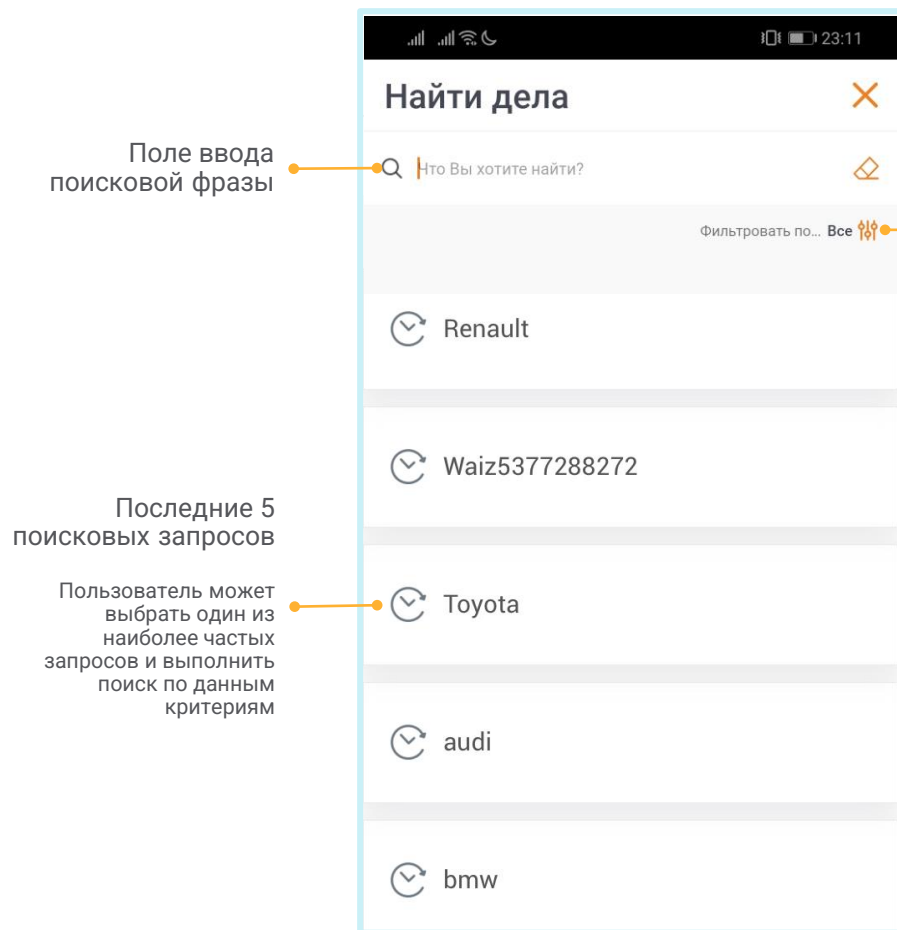 23:11
Найти дела
Поле ввода
поисковой фразы
Что Вы хотите найти?
Фильтровать по... Все
Renault
Waiz5377288272
Последние 5
поисковых запросов
Пользователь может
выбрать один из
наиболее частых
запросов и выполнить
поиск по данным
критериям
Toyota
audi
bmw